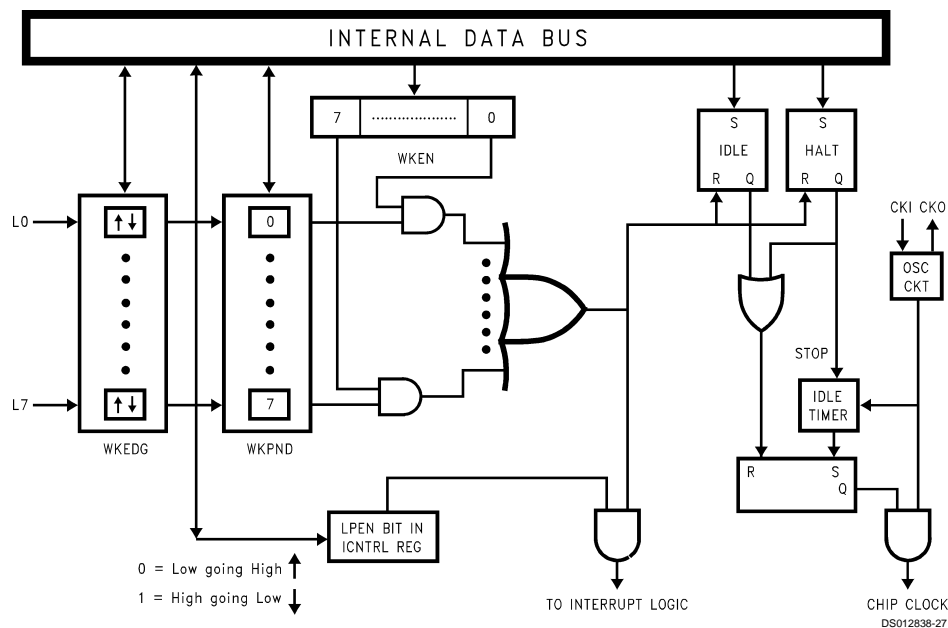 INTERNAL DATA BUS
7 0
WKEN
S
IDLE
R Q
S
HALT
R Q
L0
0
CKI CKO
OSC
CKT
STOP
L7
7
IDLE
TIMER
WKEDG
WKPND
R S
Q
LPEN BIT IN
ICNTRL REG
0 = Low going High
1 = High going Low
TO INTERRUPT LOGIC
CHIP CLOCK
DS012838-27